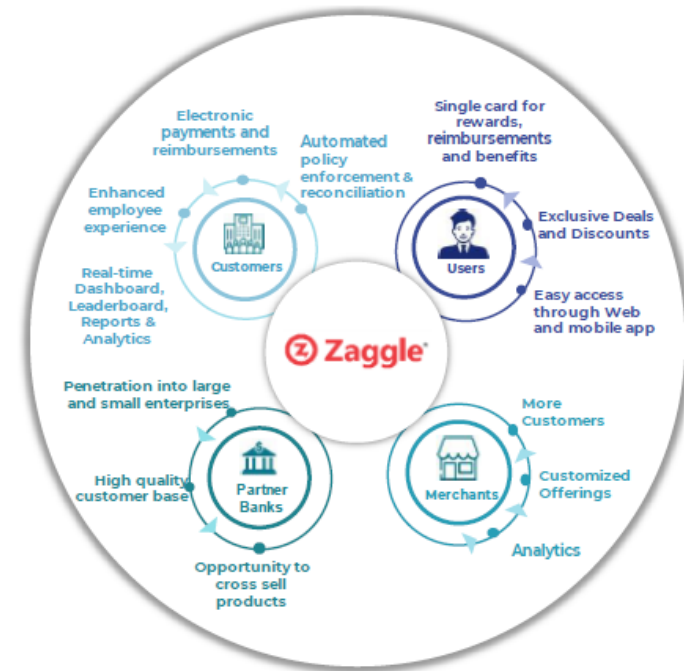 Electronic
payments and
reimbursements
Automated
policy
enforcement &
reconciliation
Enhanced
employee
experience
Real-time
Dashboard,
Leaderboard,
Reports &
Analytics
Customers
Single card for
rewards,
reimbursements
and benefits
Exclusive Deals
and Discounts
Easy access
through Web
and mobile app
Users
Zaggle
Penetration into large
and small enterprises
High quality
customer base
Opportunity to
cross sell
products
Partner
Banks
More
Customers
Customized
Offerings
Analytics
Merchants